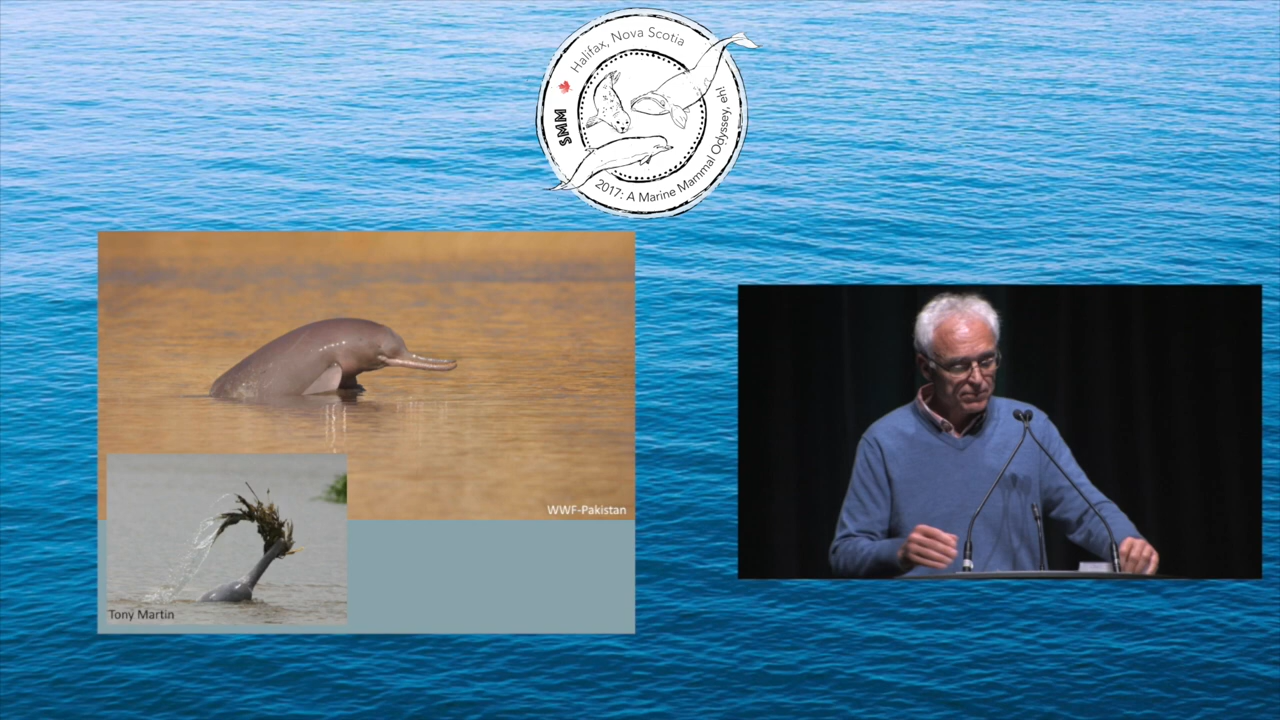 Halifax, Nova Scotia
SMM
2017: A Marine Mammal Odyssey, eh!
WWF-Pakistan
Tony Martin